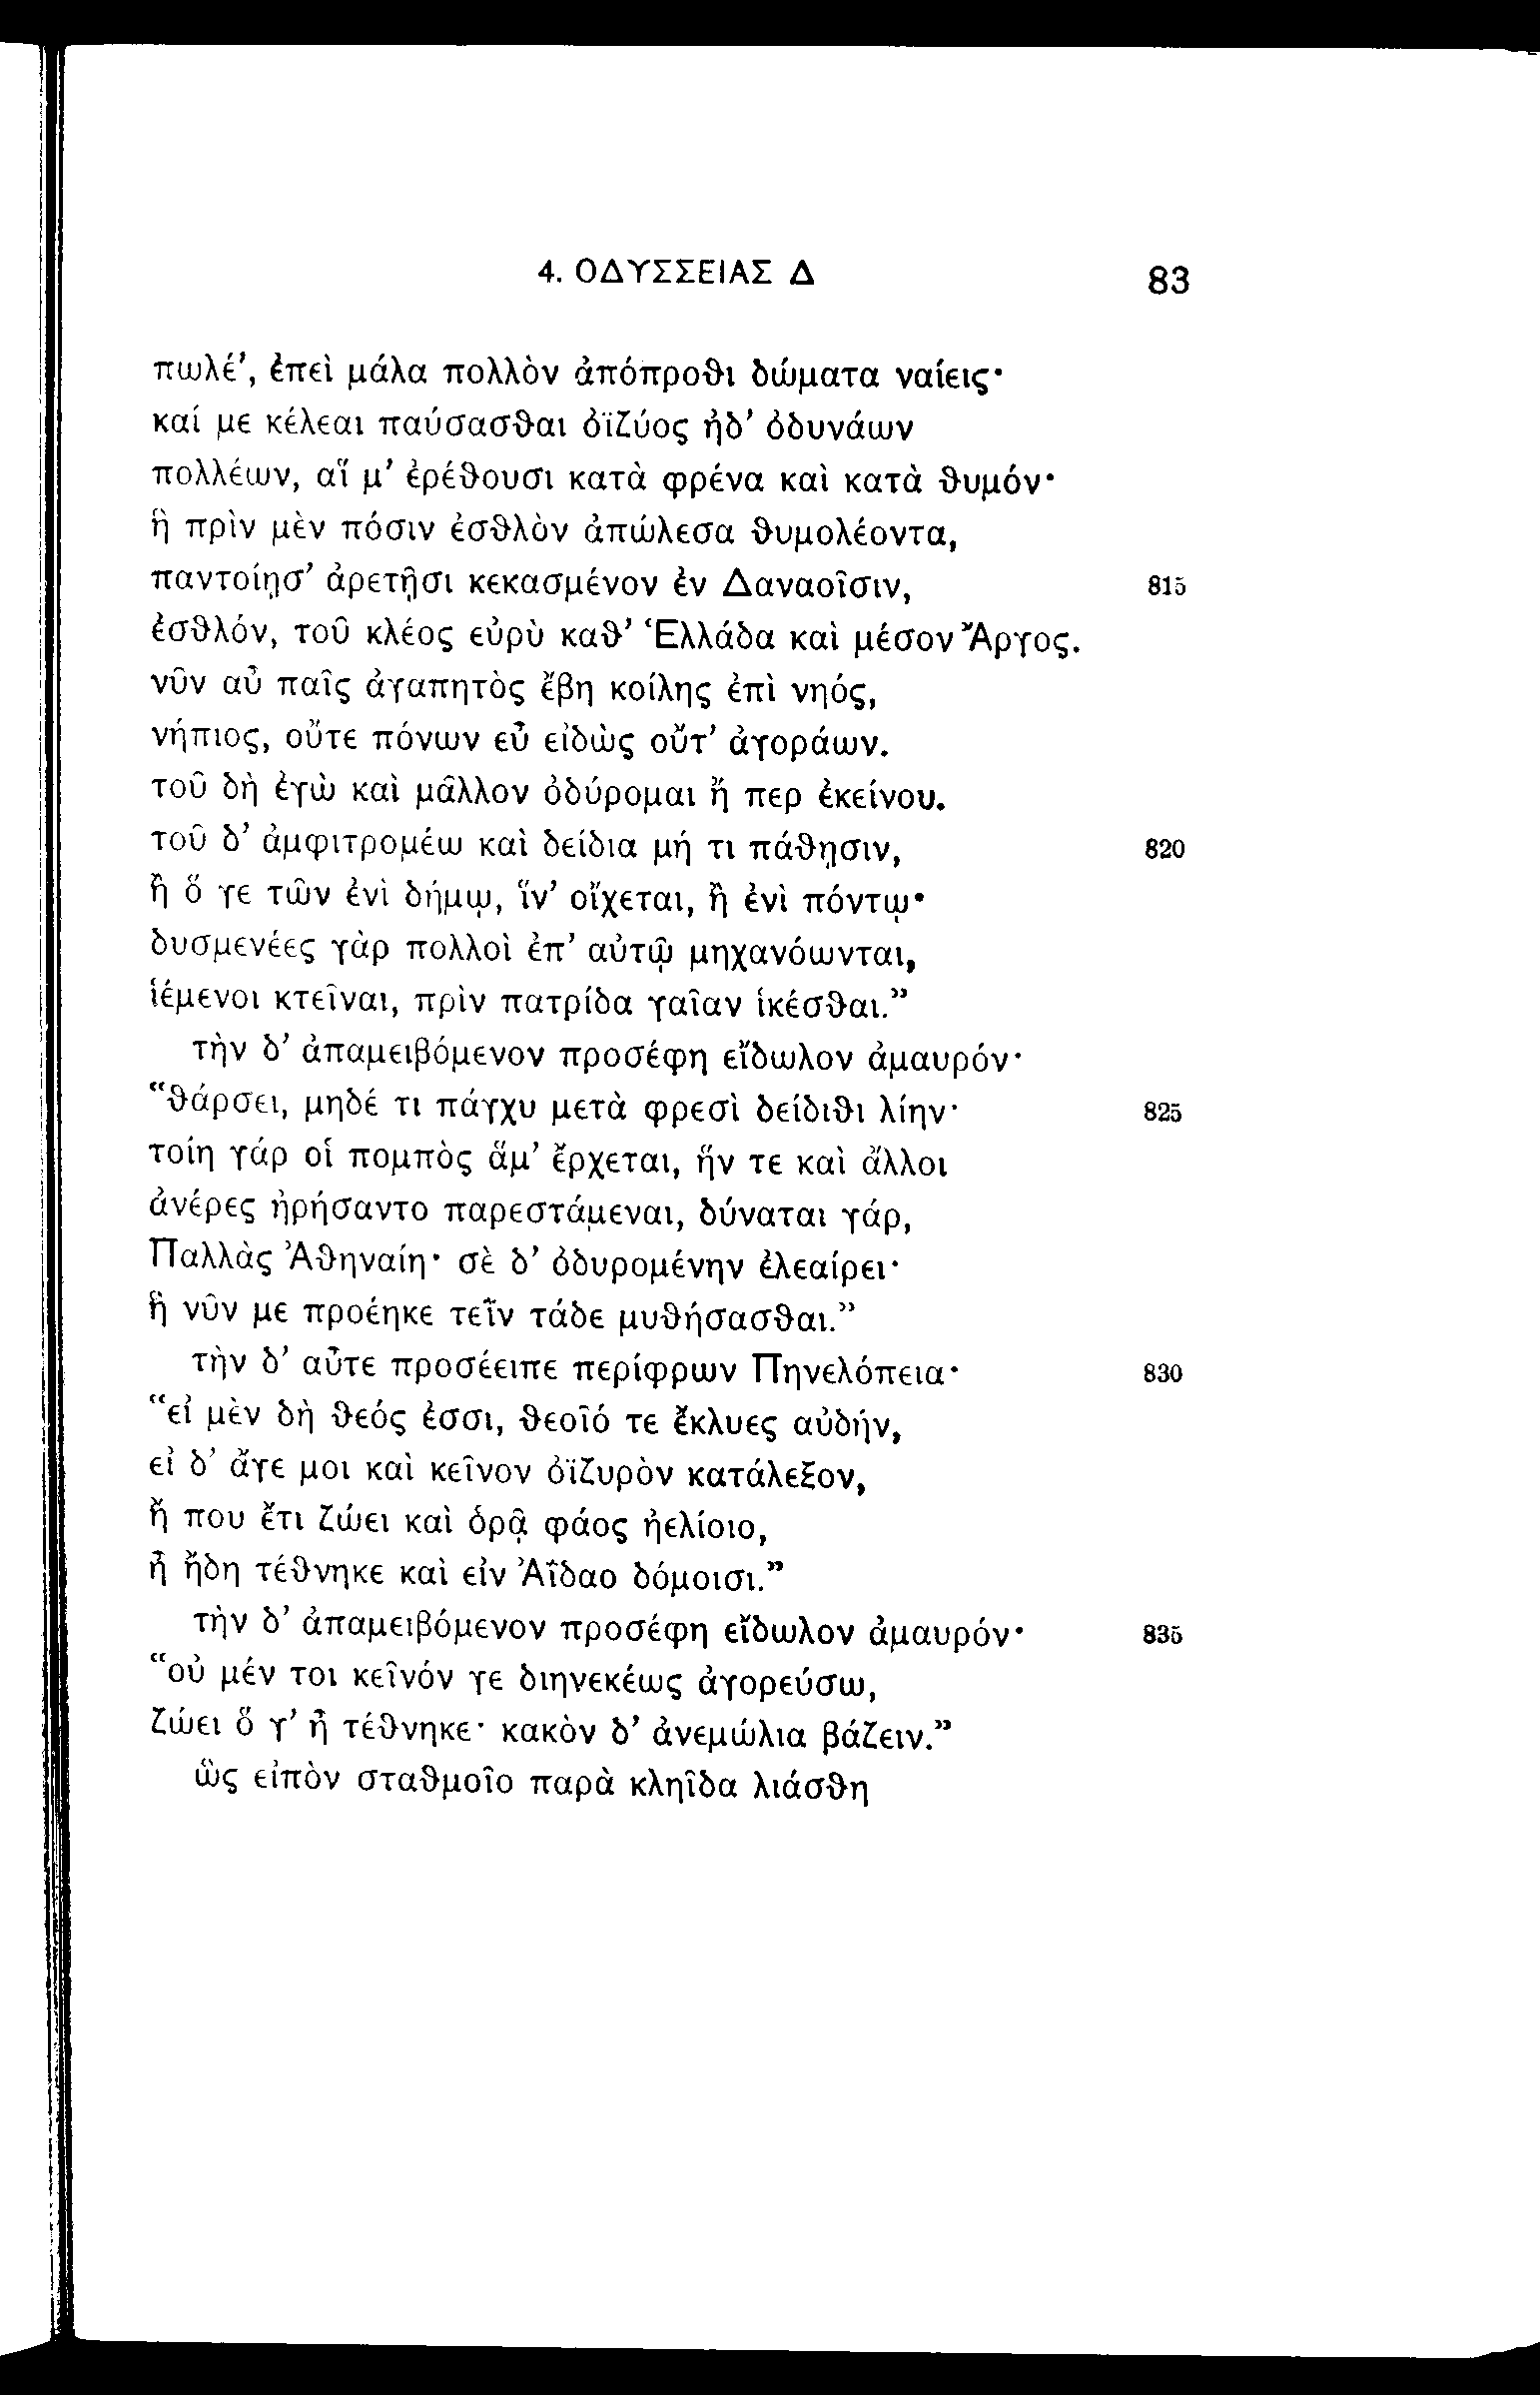 4. ΟΔΥΣΣΕΙΑΣ Δ 83
πωλέ’, ἐπεὶ μάλα πολλὸν ἀπόπροϑι δώματα ναίεις·
καί με κέλεαι παύσασϑαι ὀϊζύος ἠδ’ ὀδυνάων
πολλέων, αἵ μ’ ἐρέϑουσι κατὰ φρένα καὶ κατὰ ϑυμόν·
ἣ πρὶν μὲν πόσιν ἐσϑλὸν ἀπώλεσα ϑυμολέοντα,
παντοίῃσ’ ἀρετῇσι κεκασμένον ἐν Δαναοῖσιν, 815
ἐσϑλόν, τοῦ κλέος εὐρὺ καϑ’ Ἑλλάδα καὶ μέσον Ἄργος.
νῦν αὖ παῖς ἀγαπητὸς ἔβη κοίλης ἐπὶ νηός,
νήπιος, οὔτε πόνων εὖ εἰδὼς οὔτ’ ἀγοράων.
τοῦ δὴ ἐγὼ καὶ μᾶλλον ὀδύρομαι ἤ περ ἐκείνου.
τοῦ δ’ ἀμφιτρομέω καὶ δείδια μή τι πάϑῃσιν, 820
ἢ ὅ γε τῶν ἐνὶ δήμῳ, ἵν’ οἴχεται, ἢ ἐνὶ πόντῳ·
δυσμενέες γὰρ πολλοὶ ἐπ’ αὐτῷ μηχανόωνται,
ἱέμενοι κτεῖναι, πρὶν πατρίδα γαῖαν ἱκέσϑαι.”
τὴν δ’ ἀπαμειβόμενον προσέφη εἴδωλον ἀμαυρόν·
“ϑάρσει, μηδέ τι πάγχυ μετὰ φρεσὶ δείδιϑι λίην· 825
τοίη γάρ οἱ πομπὸς ἅμ’ ἔρχεται, ἥν τε καὶ ἄλλοι
ἀνέρες ἠρήσαντο παρεστάμεναι, δύναται γάρ,
Παλλὰς Ἀϑηναίη· σὲ δ’ ὀδυρομένην ἐλεαίρει·
ἣ νῦν με προέηκε τεῒν τάδε μυϑήσασϑαι.”
τὴν δ’ αὖτε προσέειπε περίφρων Πηνελόπεια· 830
“εἰ μὲν δὴ ϑεός ἐσσι, ϑεοῖό τε ἔκλυες αὐδήν,
εἰ δ’ ἄγε μοι καὶ κεῖνον ὀϊζυρὸν κατάλεξον,
ἤ που ἔτι ζώει καὶ ὁρᾷ φάος ἠελίοιο,
ἦ ἤδη τέϑνηκε καὶ εἰν Ἀΐδαο δόμοισι.”
τὴν δ’ ἀπαμειβόμενον προσέφη εἴδωλον ἀμαυρόν· 835
“οὐ μέν τοι κεῖνόν γε διηνεκέως ἀγορεύσω,
ζώει ὅ γ’ ἦ τέϑνηκε· κακὸν δ’ ἀνεμώλια βάζειν.”
ὣς εἰπὸν σταϑμοῖο παρὰ κληῖδα λιάσϑη